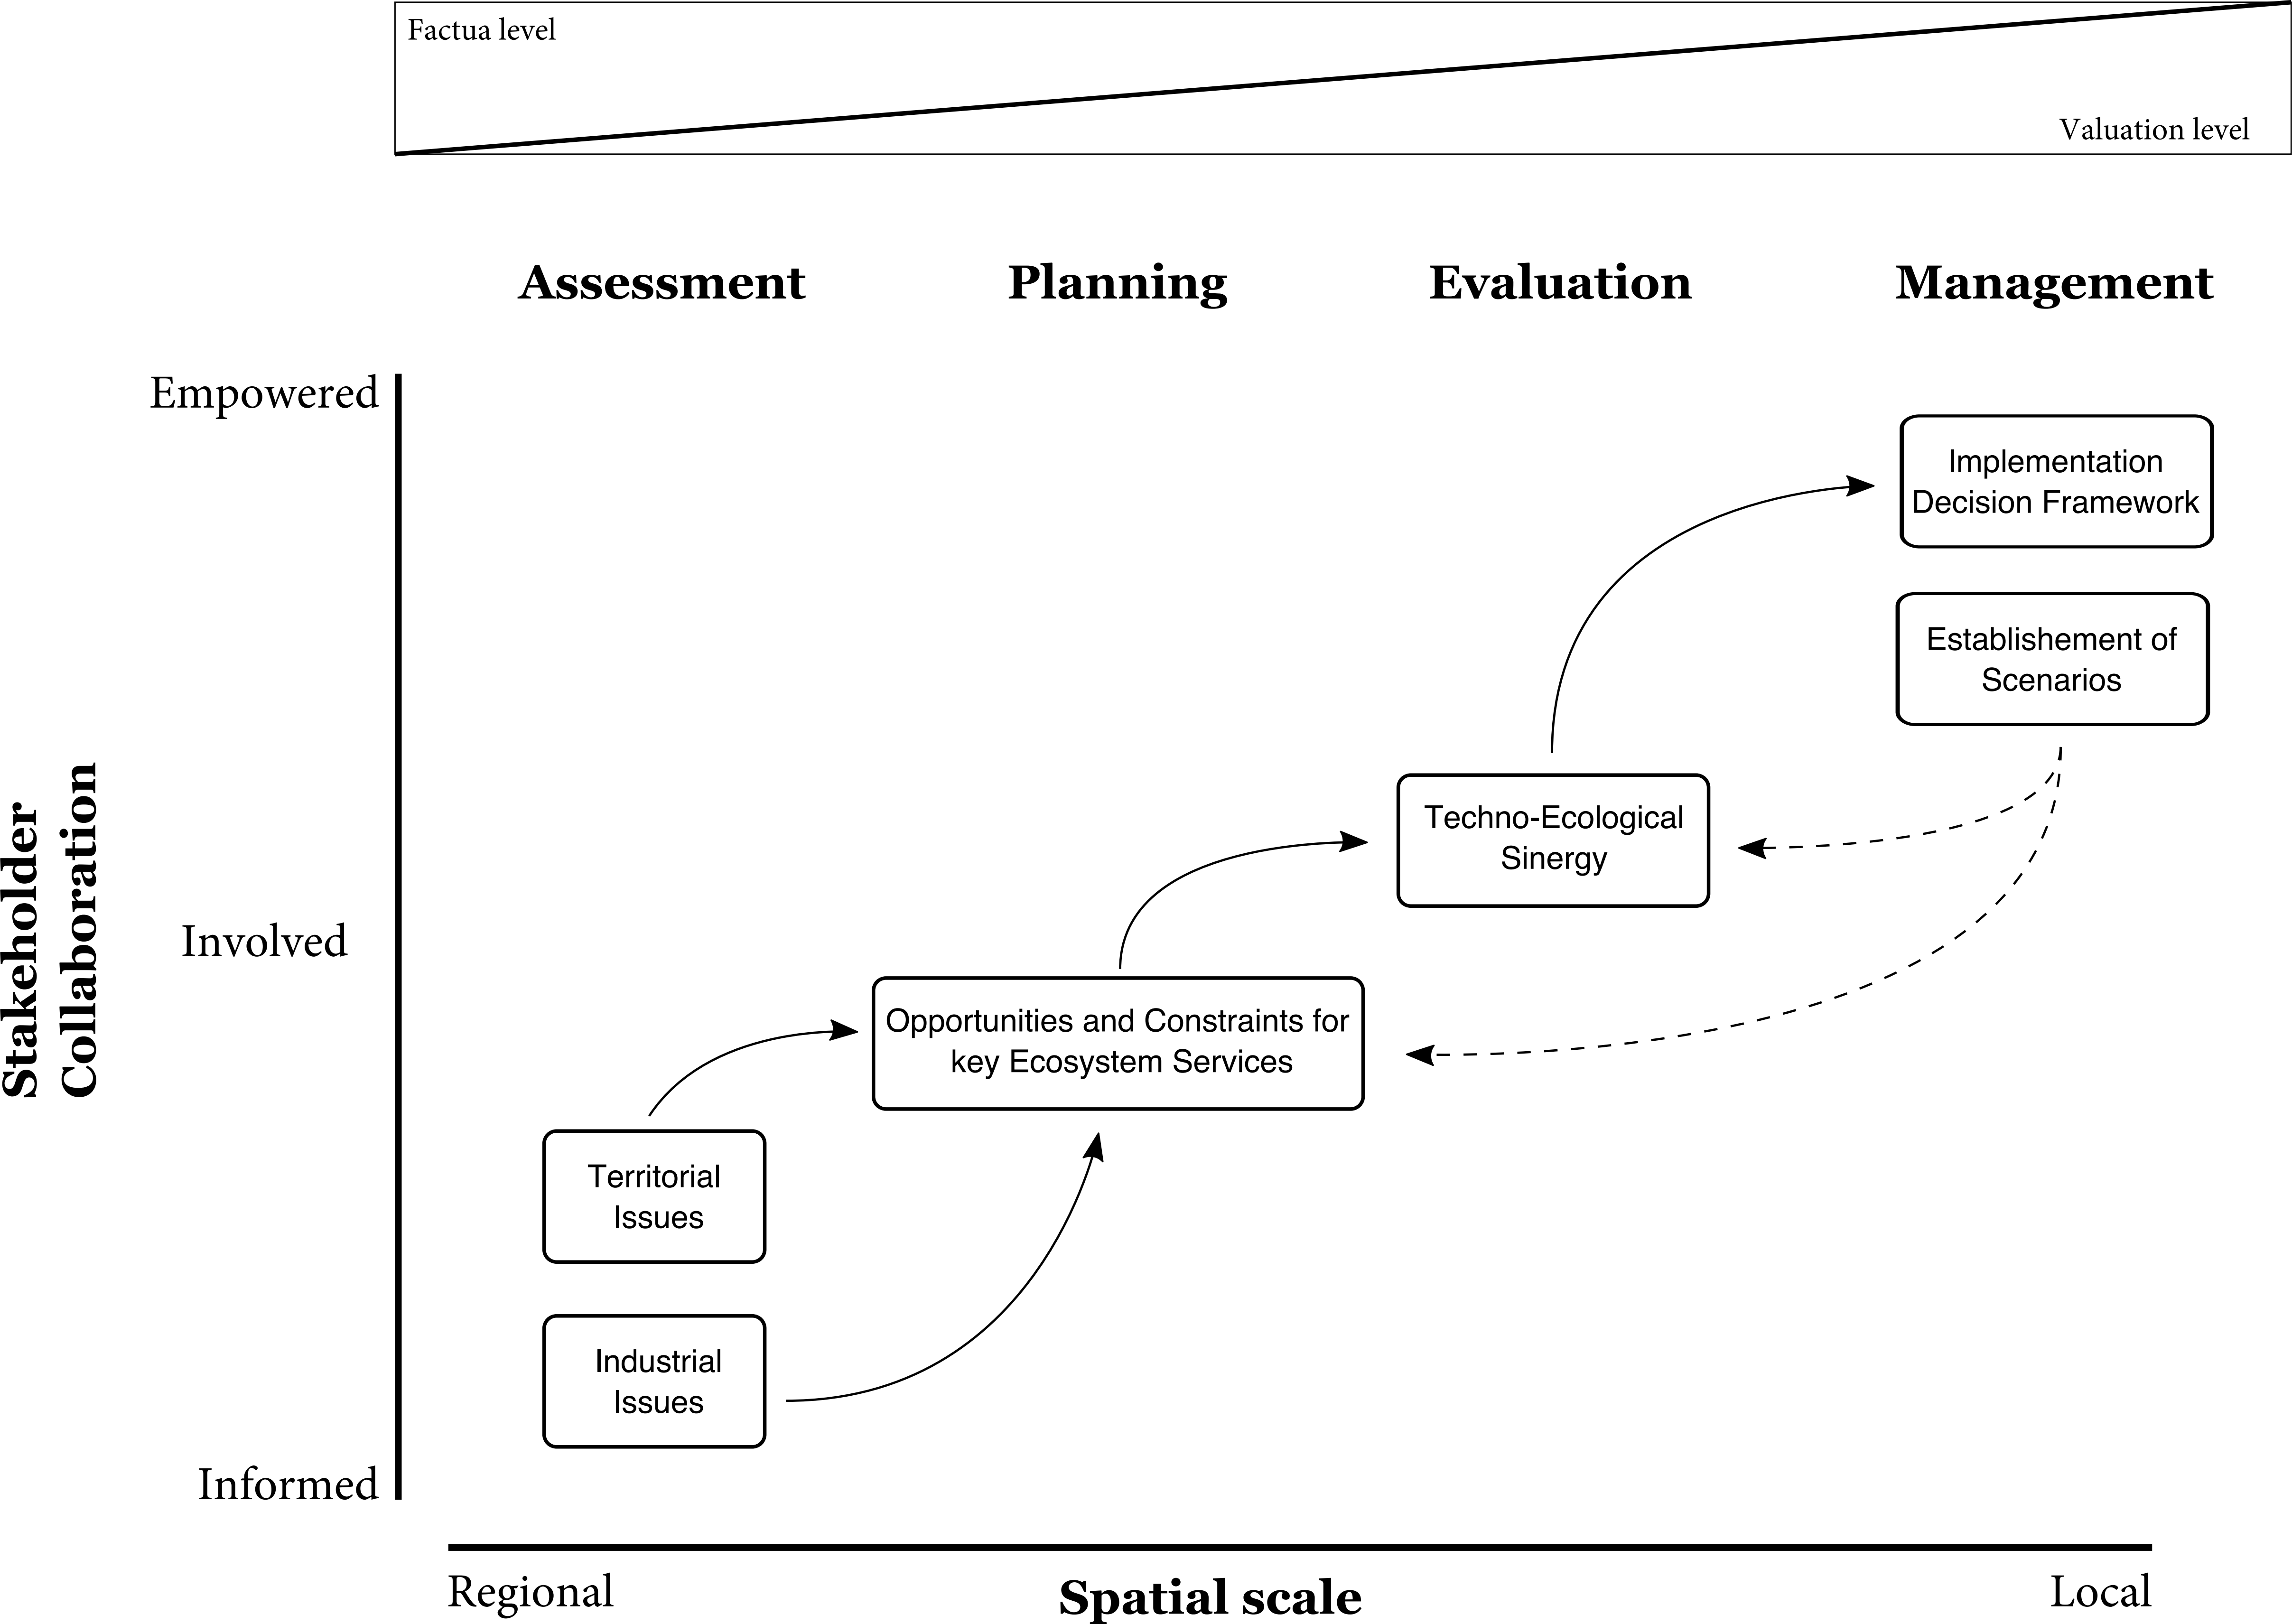 Factua level
Valuation level
Assessment
Planning
Evaluation
Management
Empowered
Implementation
Decision Framework
Establishement of
Scenarios
Techno-Ecological
Sinergy
Stakeholder
Collaboration
Involved
Opportunities and Constraints for
key Ecosystem Services
Territorial
Issues
Industrial
Issues
Informed
Regional
Spatial scale
Local